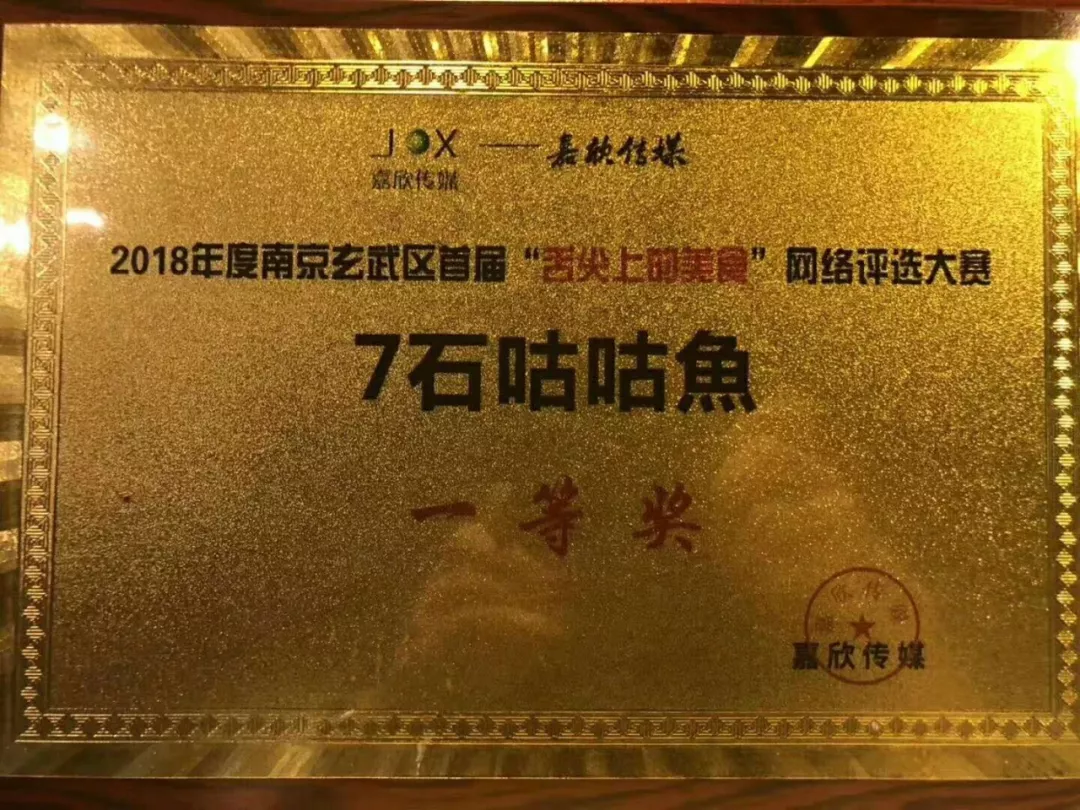 JOX——嘉欣传媒
嘉欣传媒
2018年度南京玄武区首届“舌尖上的美食”网络评选大赛
7石咕咕魚
一等奖
嘉欣传媒